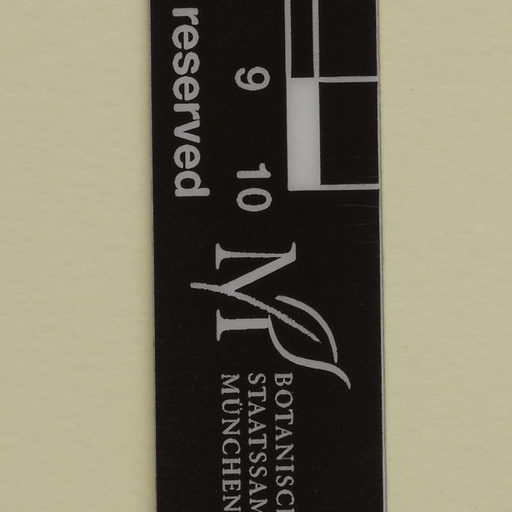 reserved
9 10
M
BOTANISC
STAATSSAM
MÜNCHEN